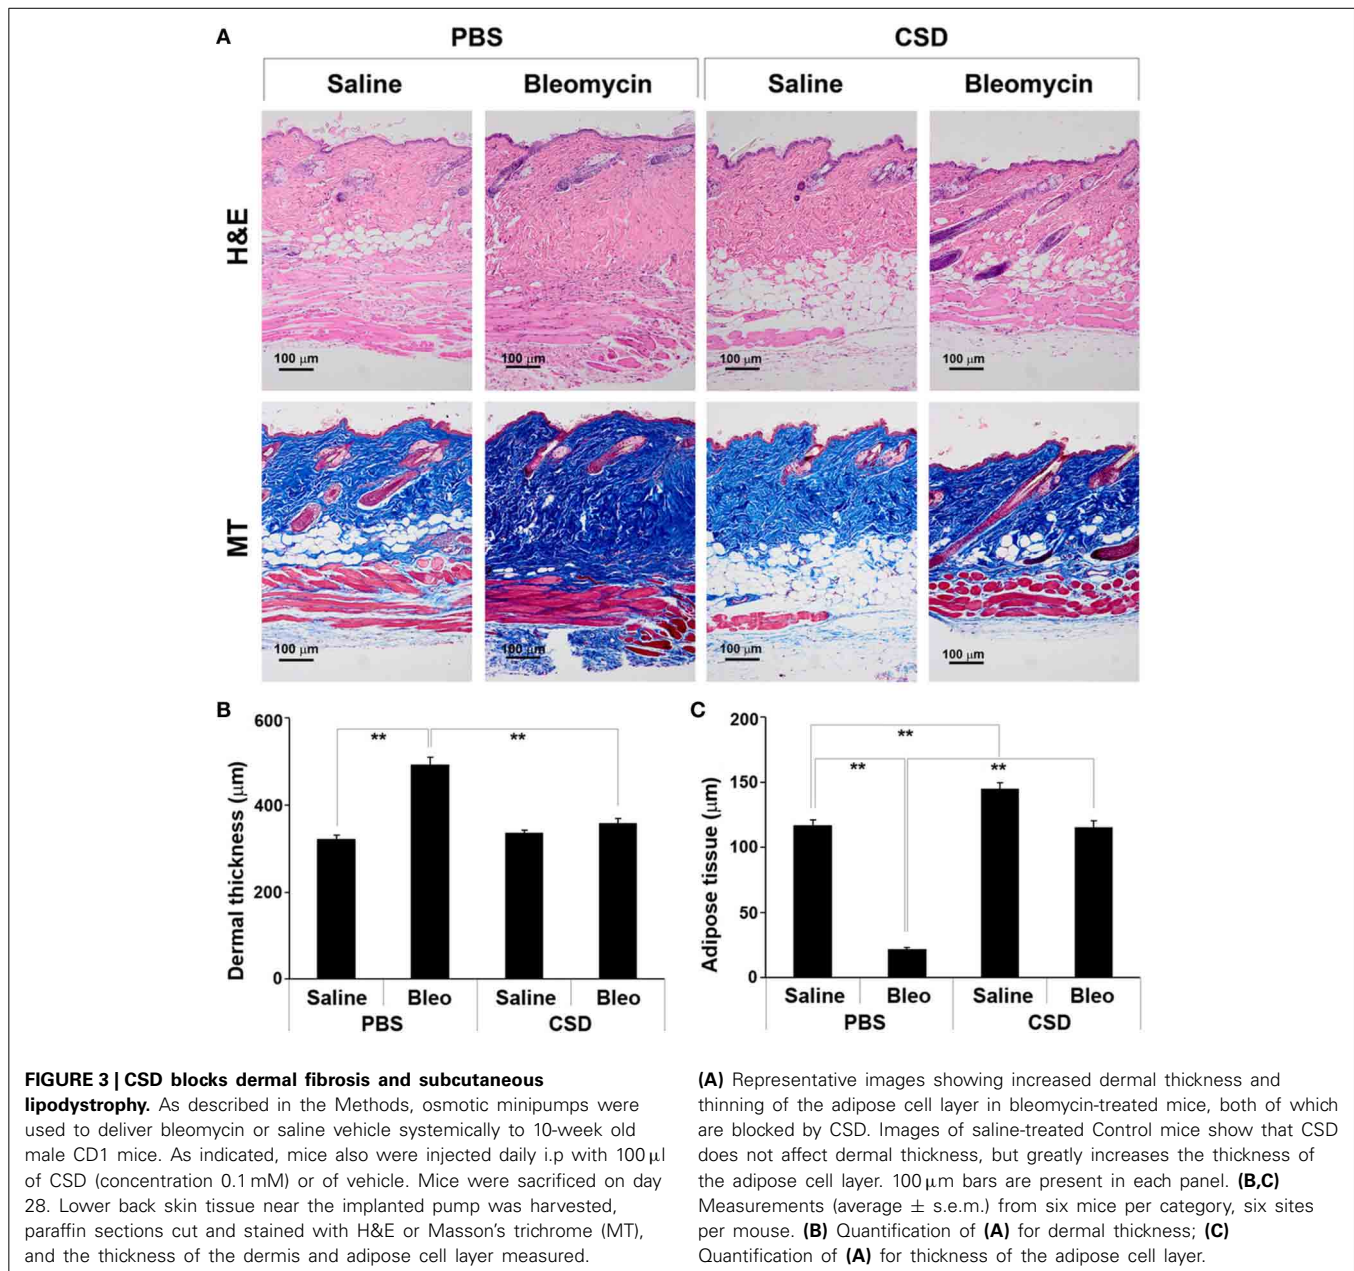 A
PBS
CSD
Saline
Bleomycin
Saline
Bleomycin
H&E
100 μm
100 μm
100 μm
100 μm
MT
100 μm
100 μm
100 μm
100 μm
B
Dermal thickness (μm)
600
400
200
0
**
**
Saline
Bleo
Saline
Bleo
PBS
CSD
C
Adipose tissue (μm)
200
150
100
50
0
**
**
**
Saline
Bleo
Saline
Bleo
PBS
CSD
FIGURE 3 | CSD blocks dermal fibrosis and subcutaneous
lipodystrophy. As described in the Methods, osmotic minipumps were
used to deliver bleomycin or saline vehicle systemically to 10-week old
male CD1 mice. As indicated, mice also were injected daily i.p with 100 μl
of CSD (concentration 0.1 mM) or of vehicle. Mice were sacrificed on day
28. Lower back skin tissue near the implanted pump was harvested,
paraffin sections cut and stained with H&E or Masson's trichrome (MT),
and the thickness of the dermis and adipose cell layer measured.
(A) Representative images showing increased dermal thickness and
thinning of the adipose cell layer in bleomycin-treated mice, both of which
are blocked by CSD. Images of saline-treated Control mice show that CSD
does not affect dermal thickness, but greatly increases the thickness of
the adipose cell layer. 100 μm bars are present in each panel. (B,C)
Measurements (average ± s.e.m.) from six mice per category, six sites
per mouse. (B) Quantification of (A) for dermal thickness; (C)
Quantification of (A) for thickness of the adipose cell layer.